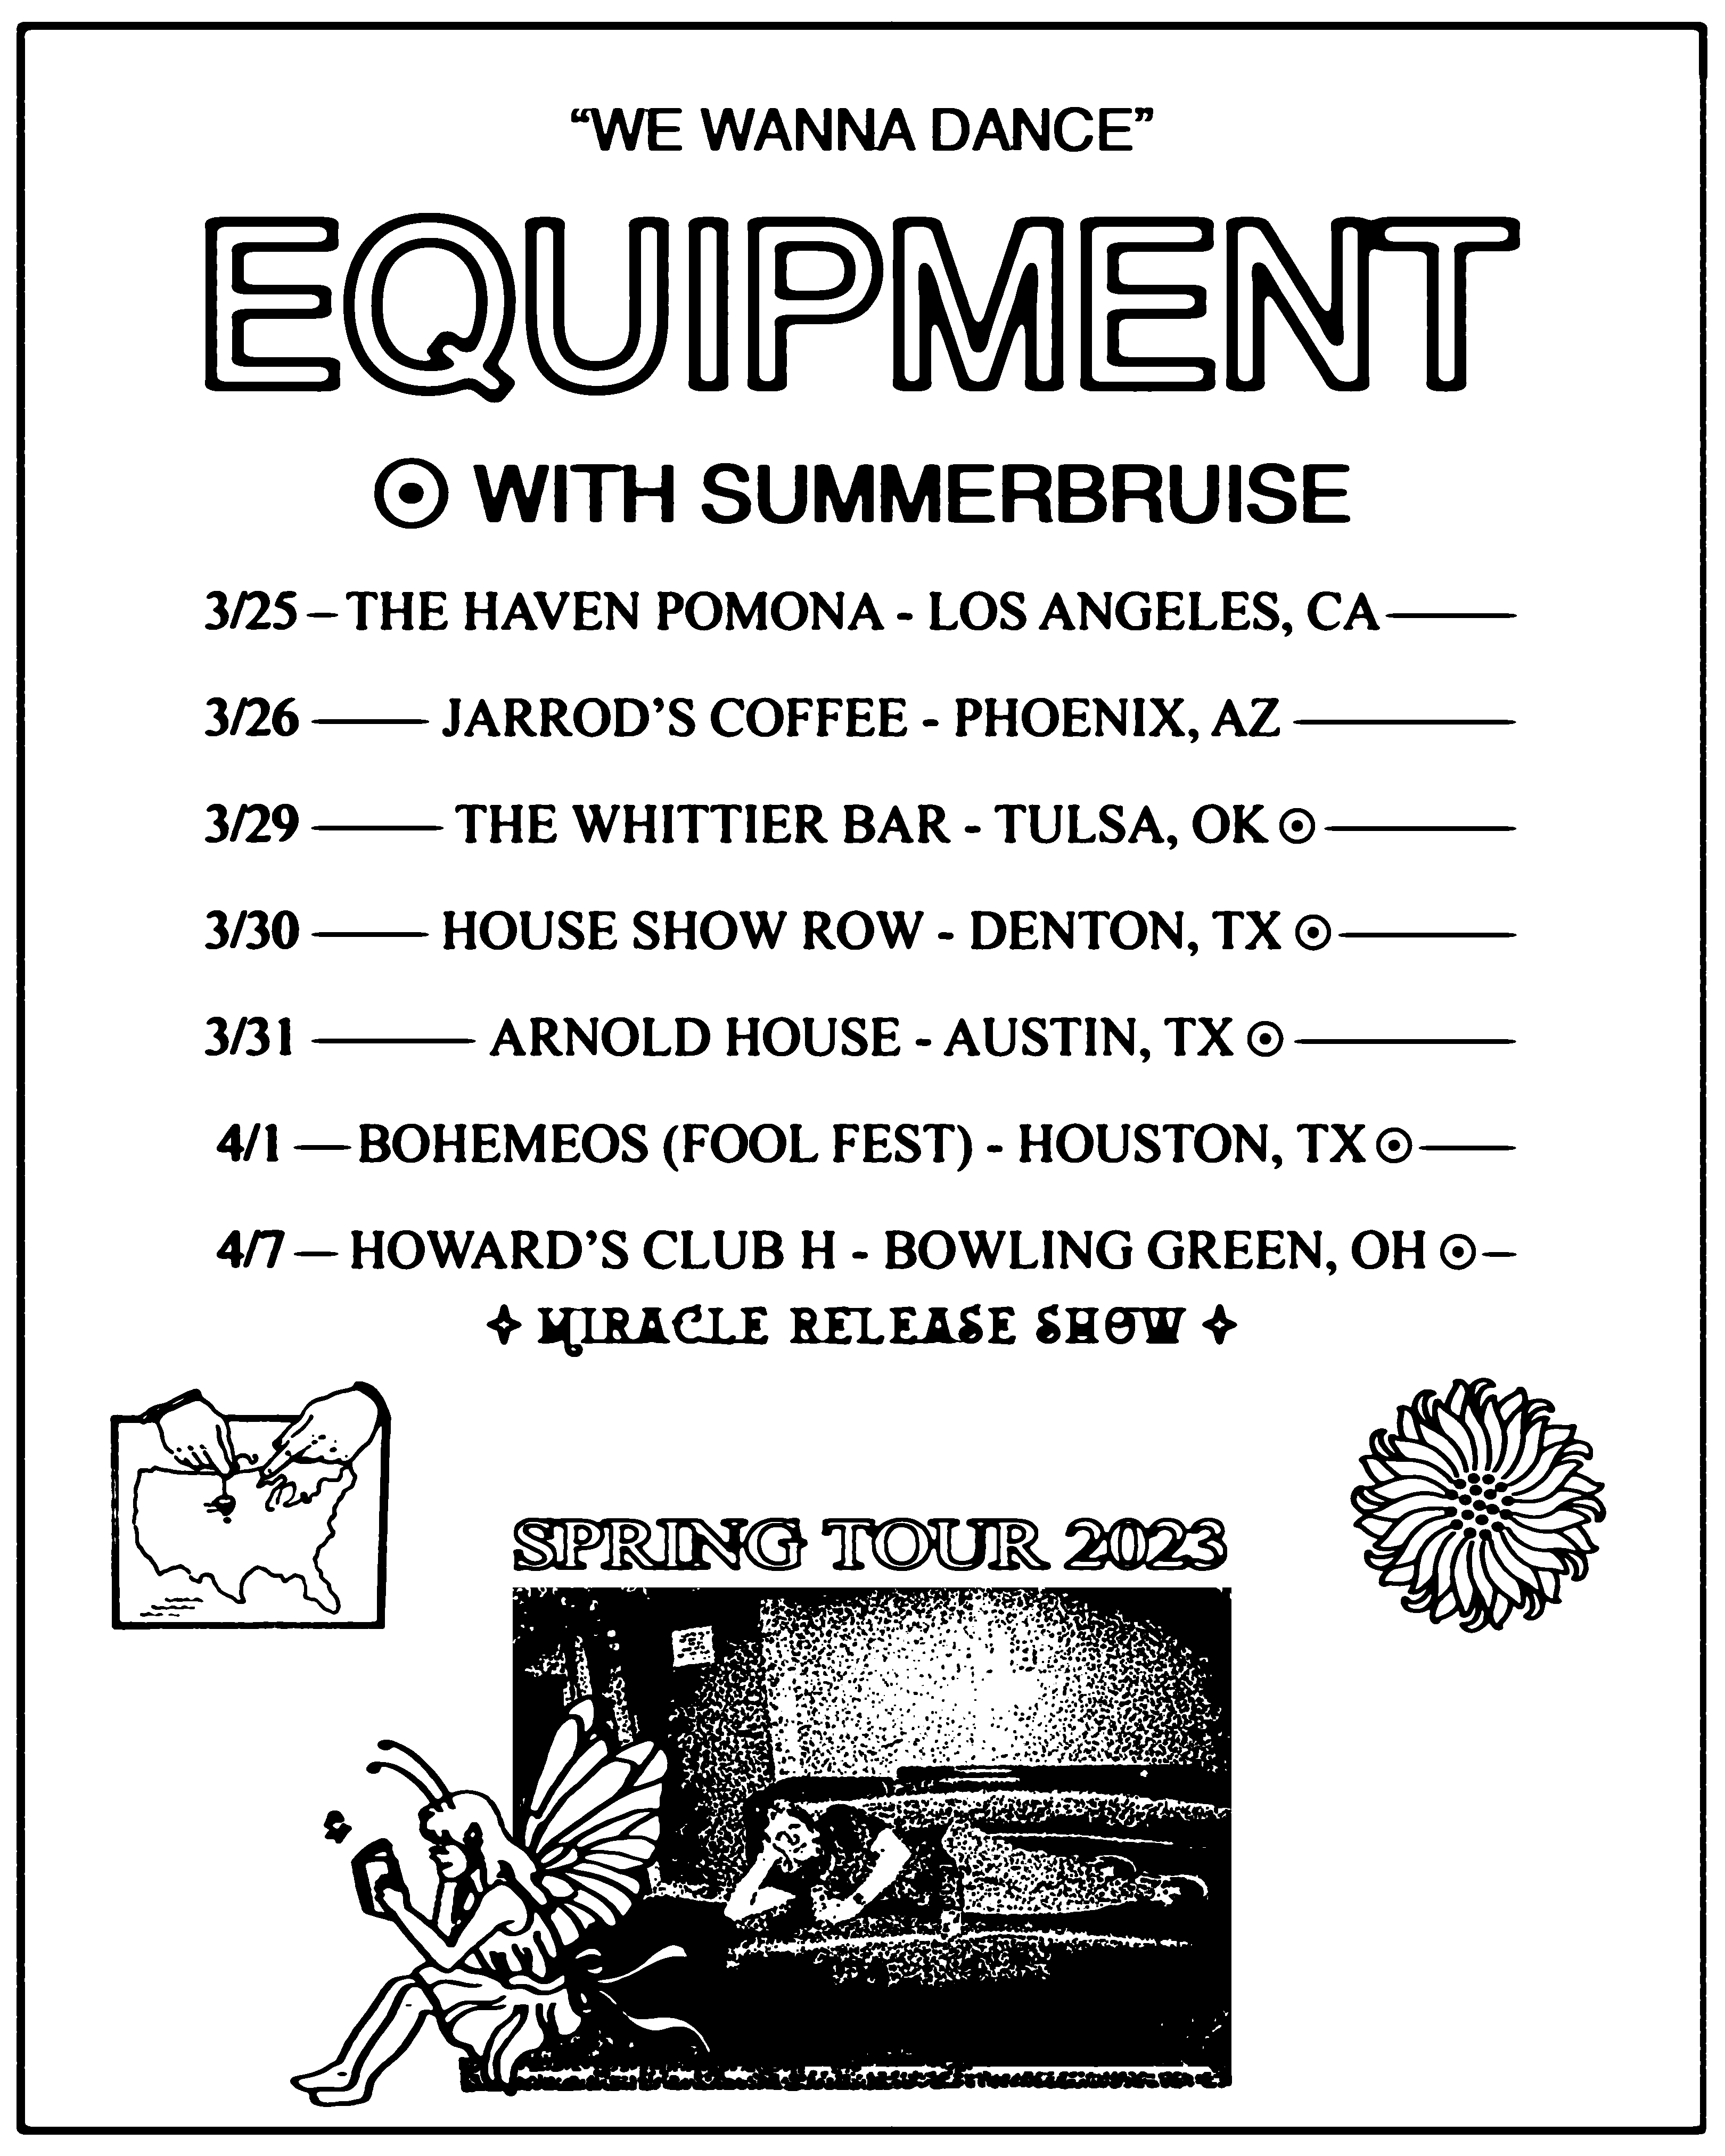 “WE WANNA DANCE”
EQUIPMENT
⊙ WITH SUMMERBRUISE
3/25 — THE HAVEN POMONA - LOS ANGELES, CA —
3/26 — JARROD’S COFFEE - PHOENIX, AZ —
3/29 — THE WHITTIER BAR - TULSA, OK ⊙ —
3/30 — HOUSE SHOW ROW - DENTON, TX ⊙ —
3/31 — ARNOLD HOUSE - AUSTIN, TX ⊙ —
4/1 — BOHEMEOS (FOOL FEST) - HOUSTON, TX ⊙ —
4/7 — HOWARD’S CLUB H - BOWLING GREEN, OH ⊙ —
✦ MIRACLE RELEASE SHOW ✦
SPRING TOUR 2023